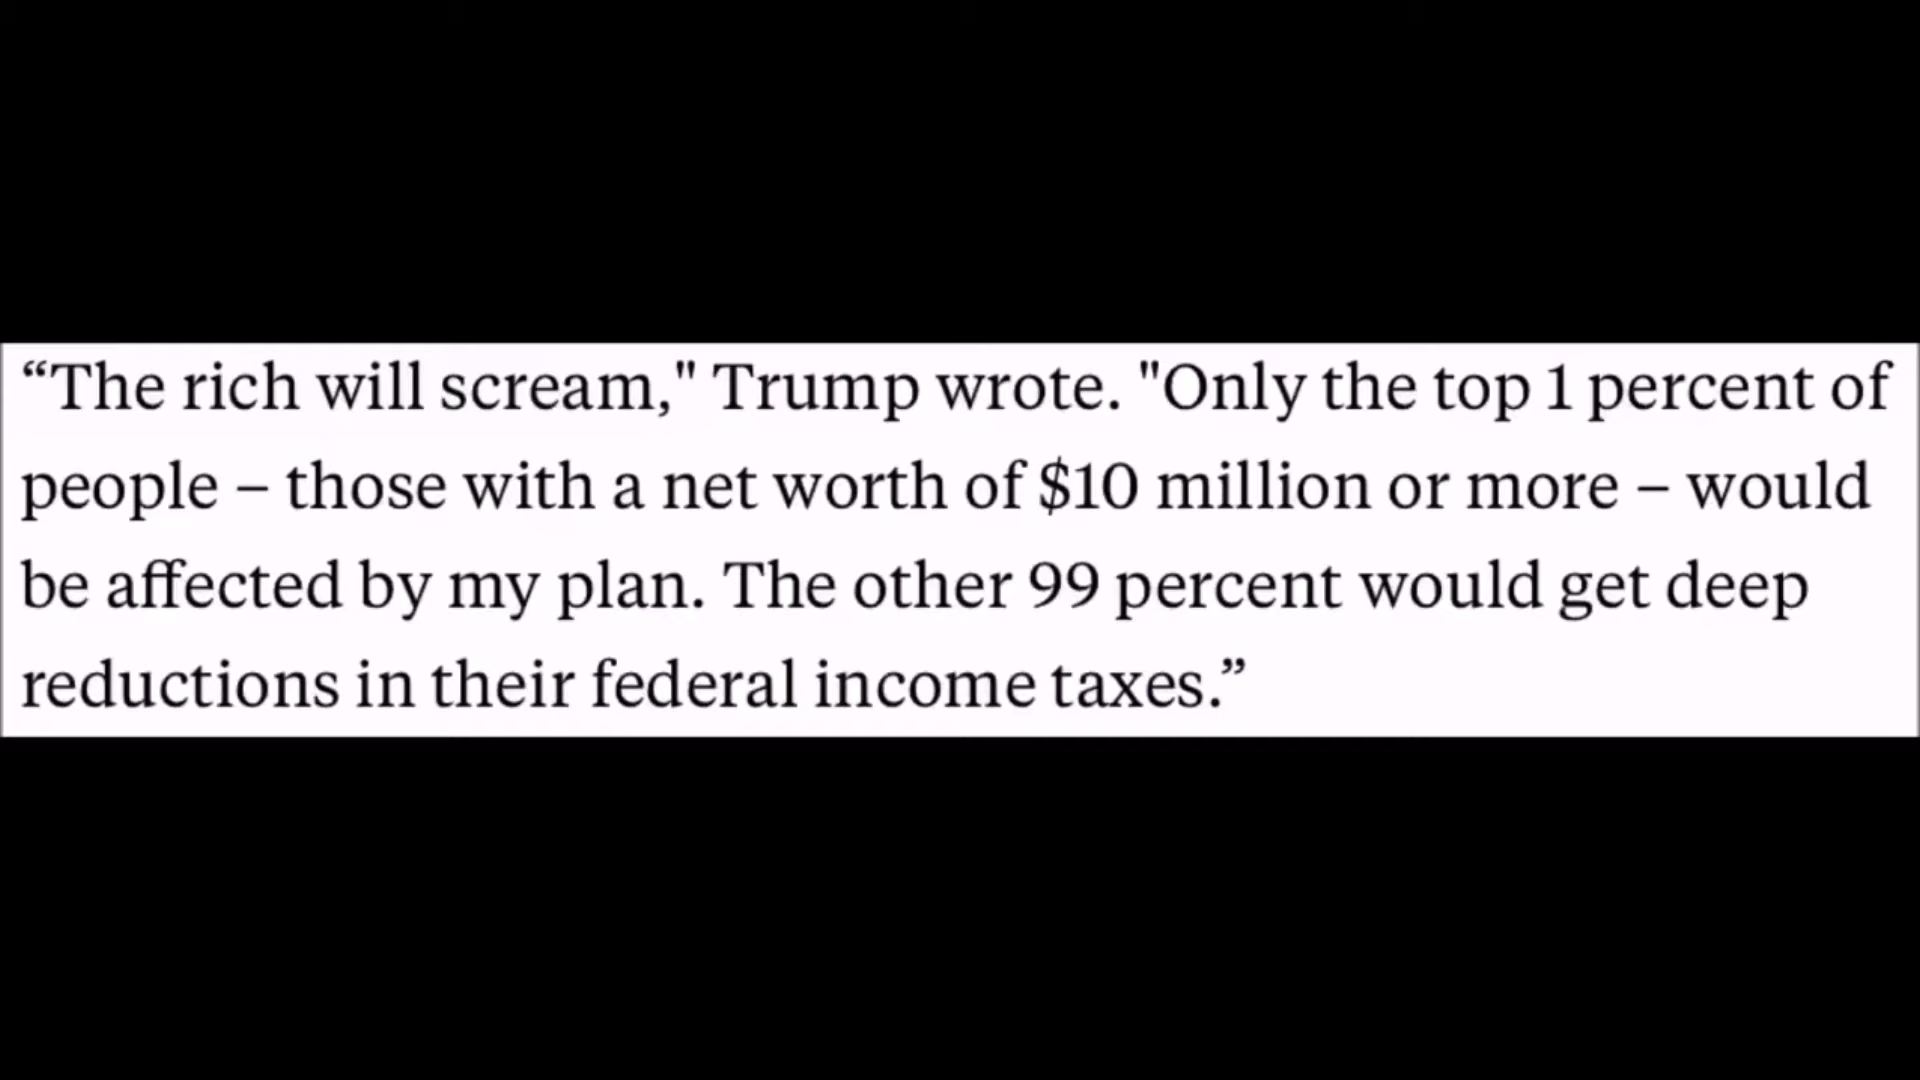 “The rich will scream," Trump wrote. "Only the top 1 percent of
people – those with a net worth of $10 million or more – would
be affected by my plan. The other 99 percent would get deep
reductions in their federal income taxes.”